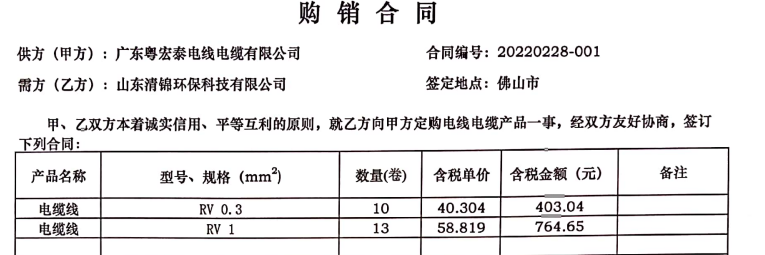 购销合同
供方（甲方）：广东粤宏泰电线电缆有限公司 合同编号：20220228-001
需方（乙方）：山东清锦环保科技有限公司 签定地点：佛山市
甲、乙双方本着诚实信用、平等互利的原则，就乙方向甲方定购电线电缆产品一事，经双方友好协商，签订
下列合同：
产品名称 型号、规格（mm²） 数量(卷) 含税单价 含税金额（元） 备注
电缆线 RV 0.3 10 40.304 403.04
电缆线 RV 1 13 58.819 764.65